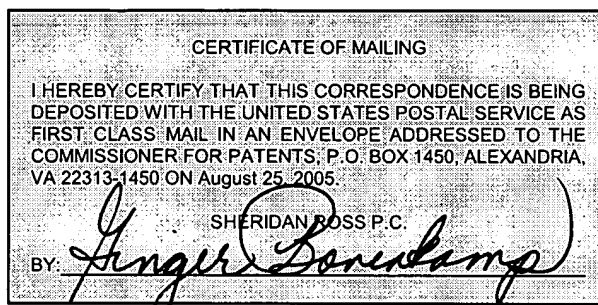 CERTIFICATE OF MAILING
I HEREBY CERTIFY THAT THIS CORRESPONDENCE IS BEING
DEPOSITED WITH THE UNITED STATES POSTAL SERVICE AS
FIRST CLASS MAIL IN AN ENVELOPE ADDRESSED TO THE
COMMISSIONER FOR PATENTS, P.O. BOX 1450, ALEXANDRIA,
VA 22313-1450 ON August 25, 2005.
SHERIDAN ROSS P.C.
BY: Ginger Bonenkamp